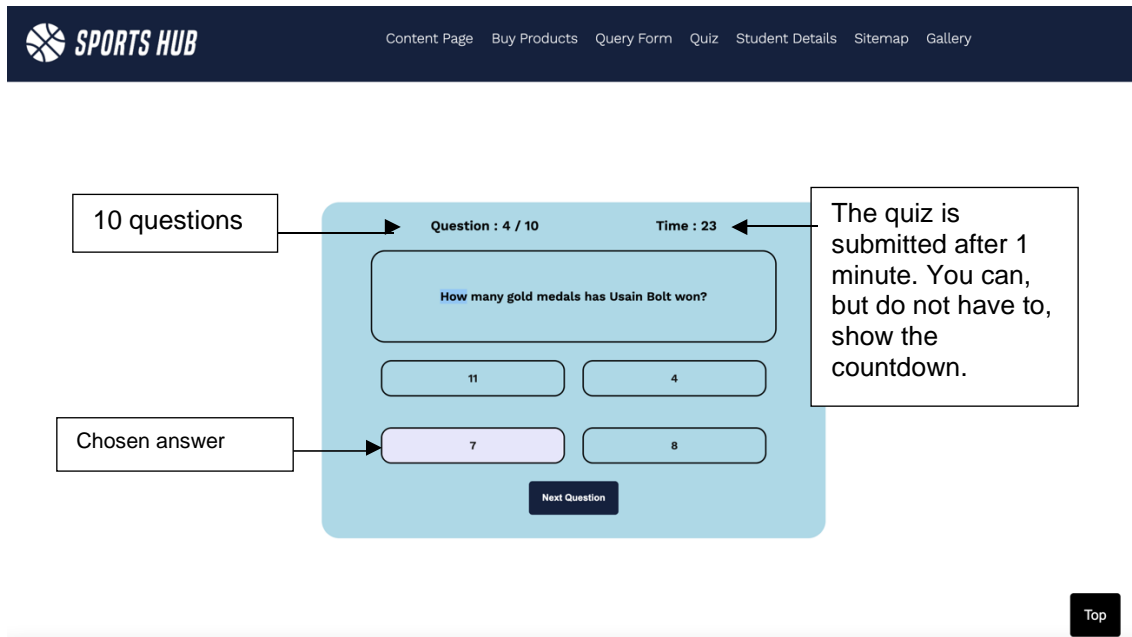 SPORTS HUB
Content Page Buy Products Query Form Quiz Student Details Sitemap Gallery
10 questions
Question : 4 / 10
Time : 23
The quiz is
submitted after 1
minute. You can,
but do not have to,
show the
countdown.
How many gold medals has Usain Bolt won?
11
4
Chosen answer
7
8
Next Question
Top